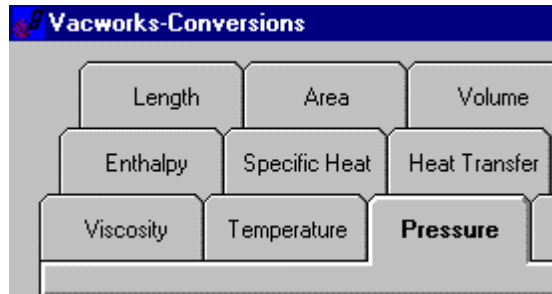 Vacworks-Conversions
Length Area Volume
Enthalpy Specific Heat Heat Transfer
Viscosity Temperature Pressure